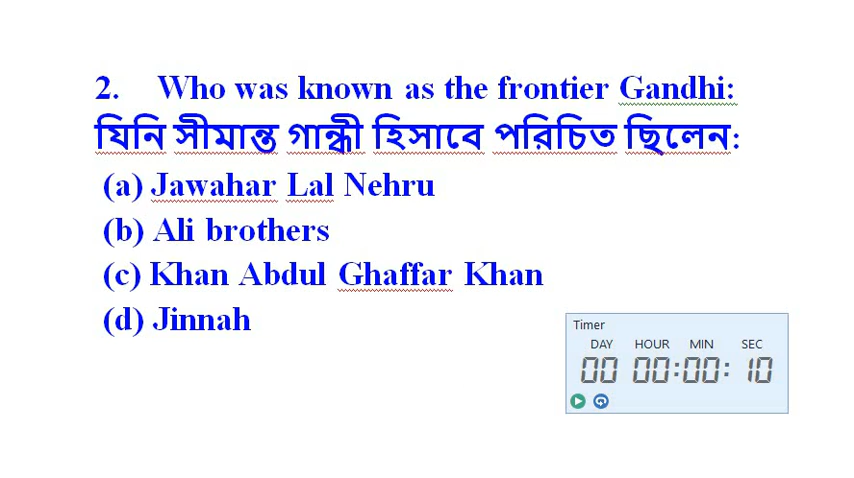 2. Who was known as the frontier Gandhi:
যিনি সীমান্ত গান্ধী হিসাবে পরিচিত ছিলেন:
(a) Jawahar Lal Nehru
(b) Ali brothers
(c) Khan Abdul Ghaffar Khan
(d) Jinnah
Timer
DAY HOUR MIN SEC
00 00:00:10